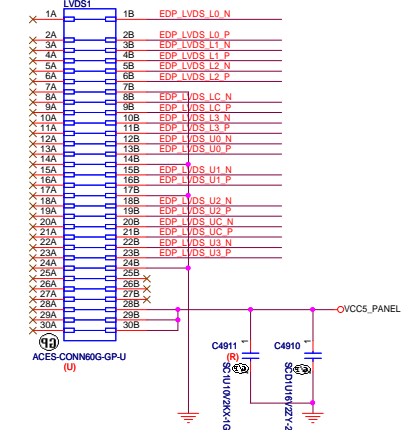 LVDS1
1A 1B EDP_LVDS_L0_N
2A 2B EDP_LVDS_L0_P
3A 3B EDP_LVDS_L1_N
4A 4B EDP_LVDS_L1_P
5A 5B EDP_LVDS_L2_N
6A 6B EDP_LVDS_L2_P
7A 7B
8A 8B EDP_LVDS_LC_N
9A 9B EDP_LVDS_LC_P
10A 10B EDP_LVDS_L3_N
11A 11B EDP_LVDS_L3_P
12A 12B EDP_LVDS_U0_N
13A 13B EDP_LVDS_U0_P
14A 14B
15A 15B EDP_LVDS_U1_N
16A 16B EDP_LVDS_U1_P
17A 17B
18A 18B EDP_LVDS_U2_N
19A 19B EDP_LVDS_U2_P
20A 20B EDP_LVDS_UC_N
21A 21B EDP_LVDS_UC_P
22A 22B EDP_LVDS_U3_N
23A 23B EDP_LVDS_U3_P
24A 24B
25A 25B
26A 26B
27A 27B
28A 28B
29A 29B
30A 30B
VCC5_PANEL
ACES-CONN60G-GP-U
(U)
C4911
(R)
SC1U10V2KX-1G
C4910
SCD1U16V2ZY-2